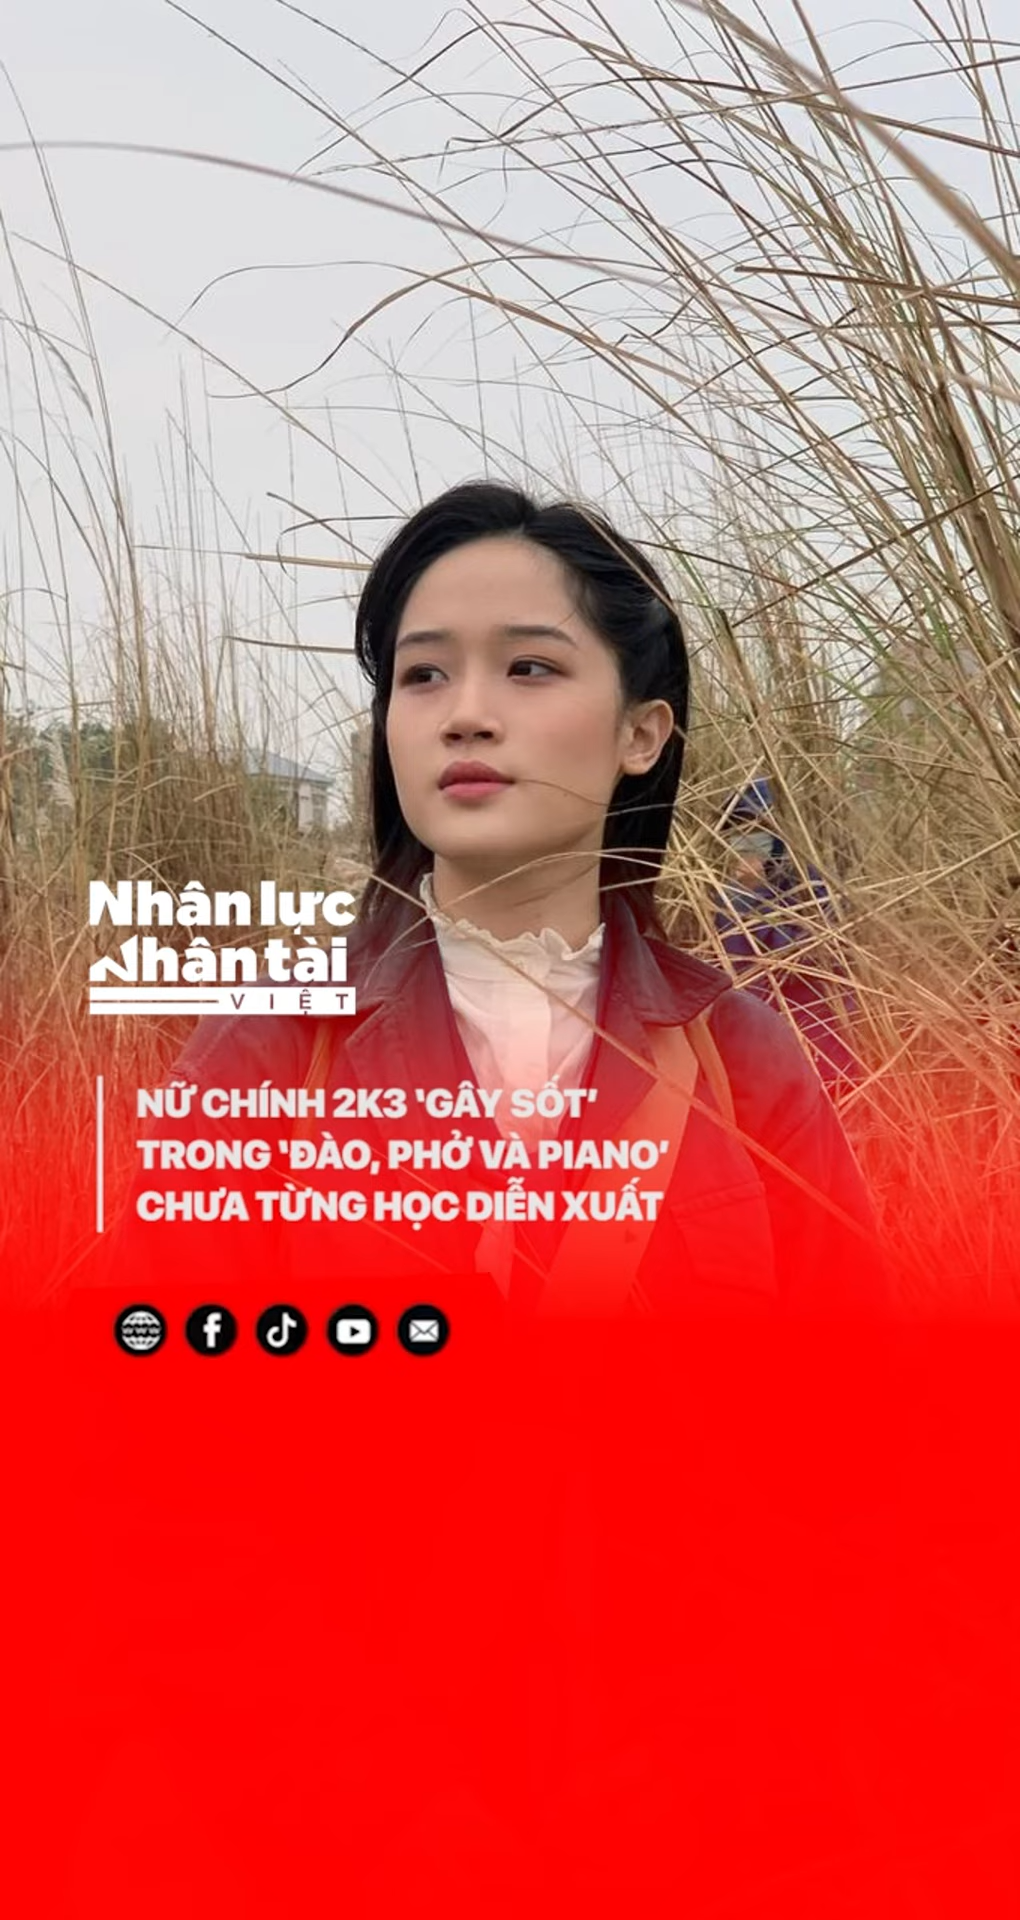 Nhân lực
Nhân tài
VIỆT
NỮ CHÍNH 2K3 'GÂY SỐT'
TRONG 'ĐÀO, PHỞ VÀ PIANO'
CHƯA TỪNG HỌC DIỄN XUẤT
WWW